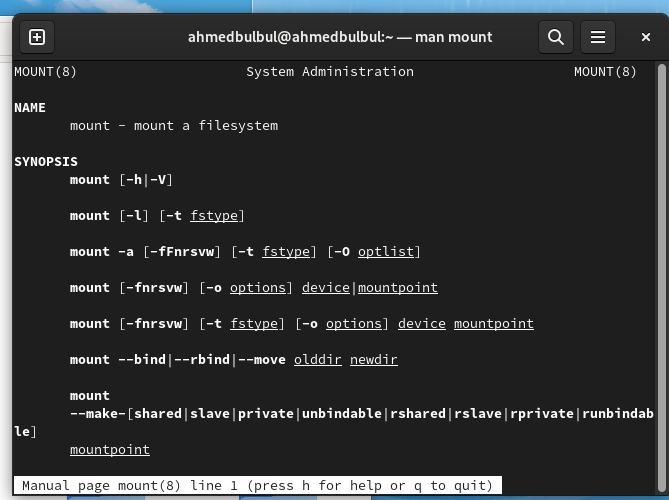 ahmedbulbul@ahmedbulbul:~ — man mount
MOUNT(8) System Administration MOUNT(8)
NAME
mount - mount a filesystem
SYNOPSIS
mount [-h|-V]
mount [-l] [-t fstype]
mount -a [-fFnrsvw] [-t fstype] [-O optlist]
mount [-fnrsvw] [-o options] device|mountpoint
mount [-fnrsvw] [-t fstype] [-o options] device mountpoint
mount --bind|--rbind|--move olddir newdir
mount
--make-[shared|slave|private|unbindable|rshared|rslave|rprivate|runbindab
le]
mountpoint
Manual page mount(8) line 1 (press h for help or q to quit)